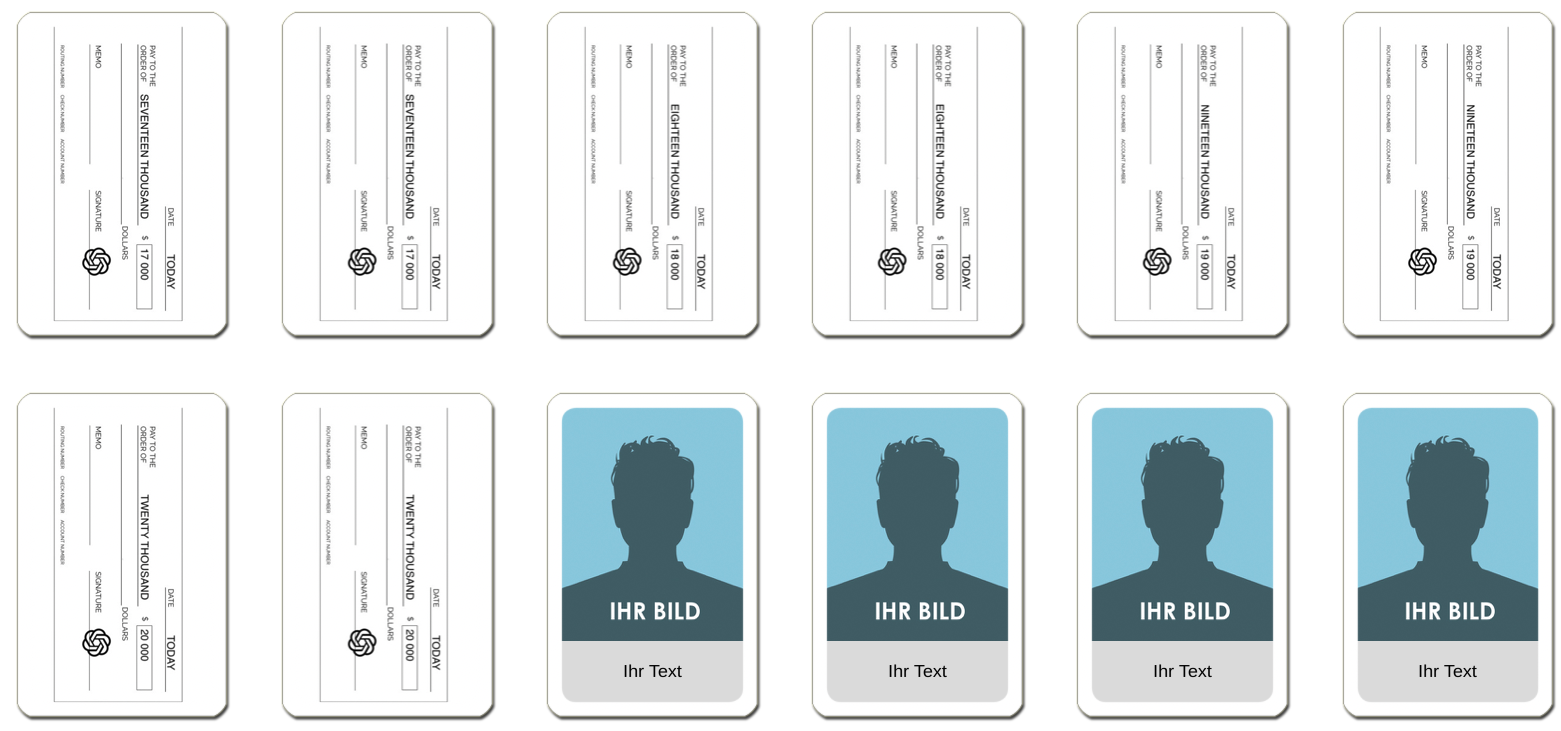 DATE TODAY
PAY TO THE
ORDER OF SEVENTEEN THOUSAND $ 17 000
DOLLARS
MEMO SIGNATURE
ROUTING NUMBER CHECK NUMBER ACCOUNT NUMBER
DATE TODAY
PAY TO THE
ORDER OF SEVENTEEN THOUSAND $ 17 000
DOLLARS
MEMO SIGNATURE
ROUTING NUMBER CHECK NUMBER ACCOUNT NUMBER
DATE TODAY
PAY TO THE
ORDER OF EIGHTEEN THOUSAND $ 18 000
DOLLARS
MEMO SIGNATURE
ROUTING NUMBER CHECK NUMBER ACCOUNT NUMBER
DATE TODAY
PAY TO THE
ORDER OF EIGHTEEN THOUSAND $ 18 000
DOLLARS
MEMO SIGNATURE
ROUTING NUMBER CHECK NUMBER ACCOUNT NUMBER
DATE TODAY
PAY TO THE
ORDER OF NINETEEN THOUSAND $ 19 000
DOLLARS
MEMO SIGNATURE
ROUTING NUMBER CHECK NUMBER ACCOUNT NUMBER
DATE TODAY
PAY TO THE
ORDER OF NINETEEN THOUSAND $ 19 000
DOLLARS
MEMO SIGNATURE
ROUTING NUMBER CHECK NUMBER ACCOUNT NUMBER
DATE TODAY
PAY TO THE
ORDER OF TWENTY THOUSAND $ 20 000
DOLLARS
MEMO SIGNATURE
ROUTING NUMBER CHECK NUMBER ACCOUNT NUMBER
DATE TODAY
PAY TO THE
ORDER OF TWENTY THOUSAND $ 20 000
DOLLARS
MEMO SIGNATURE
ROUTING NUMBER CHECK NUMBER ACCOUNT NUMBER
IHR BILD
Ihr Text
IHR BILD
Ihr Text
IHR BILD
Ihr Text
IHR BILD
Ihr Text